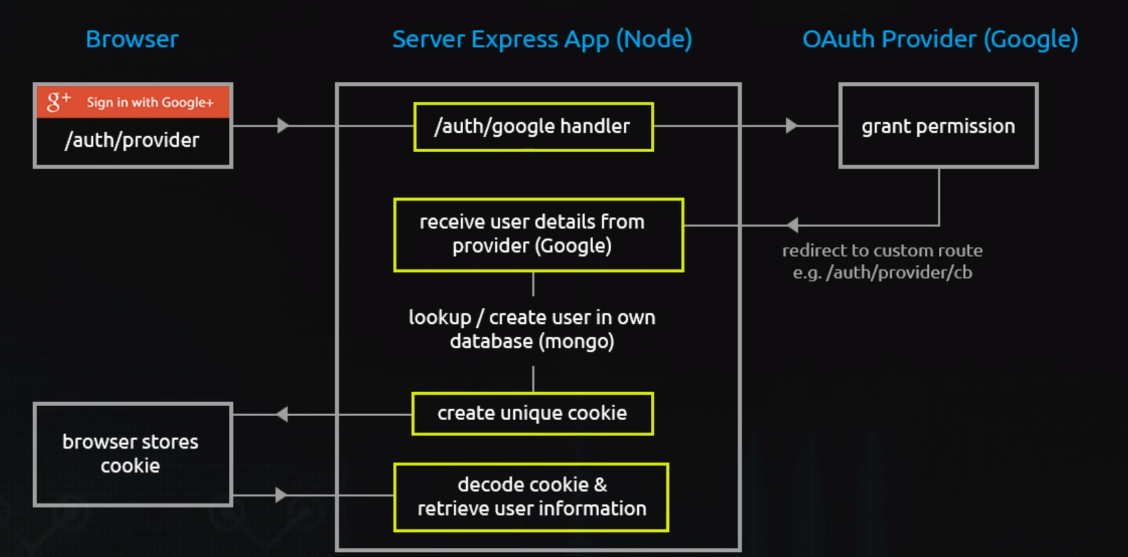 Browser
Server Express App (Node)
OAuth Provider (Google)
g+ Sign in with Google+
/auth/provider
/auth/google handler
grant permission
receive user details from
provider (Google)
redirect to custom route
e.g. /auth/provider/cb
lookup / create user in own
database (mongo)
create unique cookie
browser stores
cookie
decode cookie &
retrieve user information